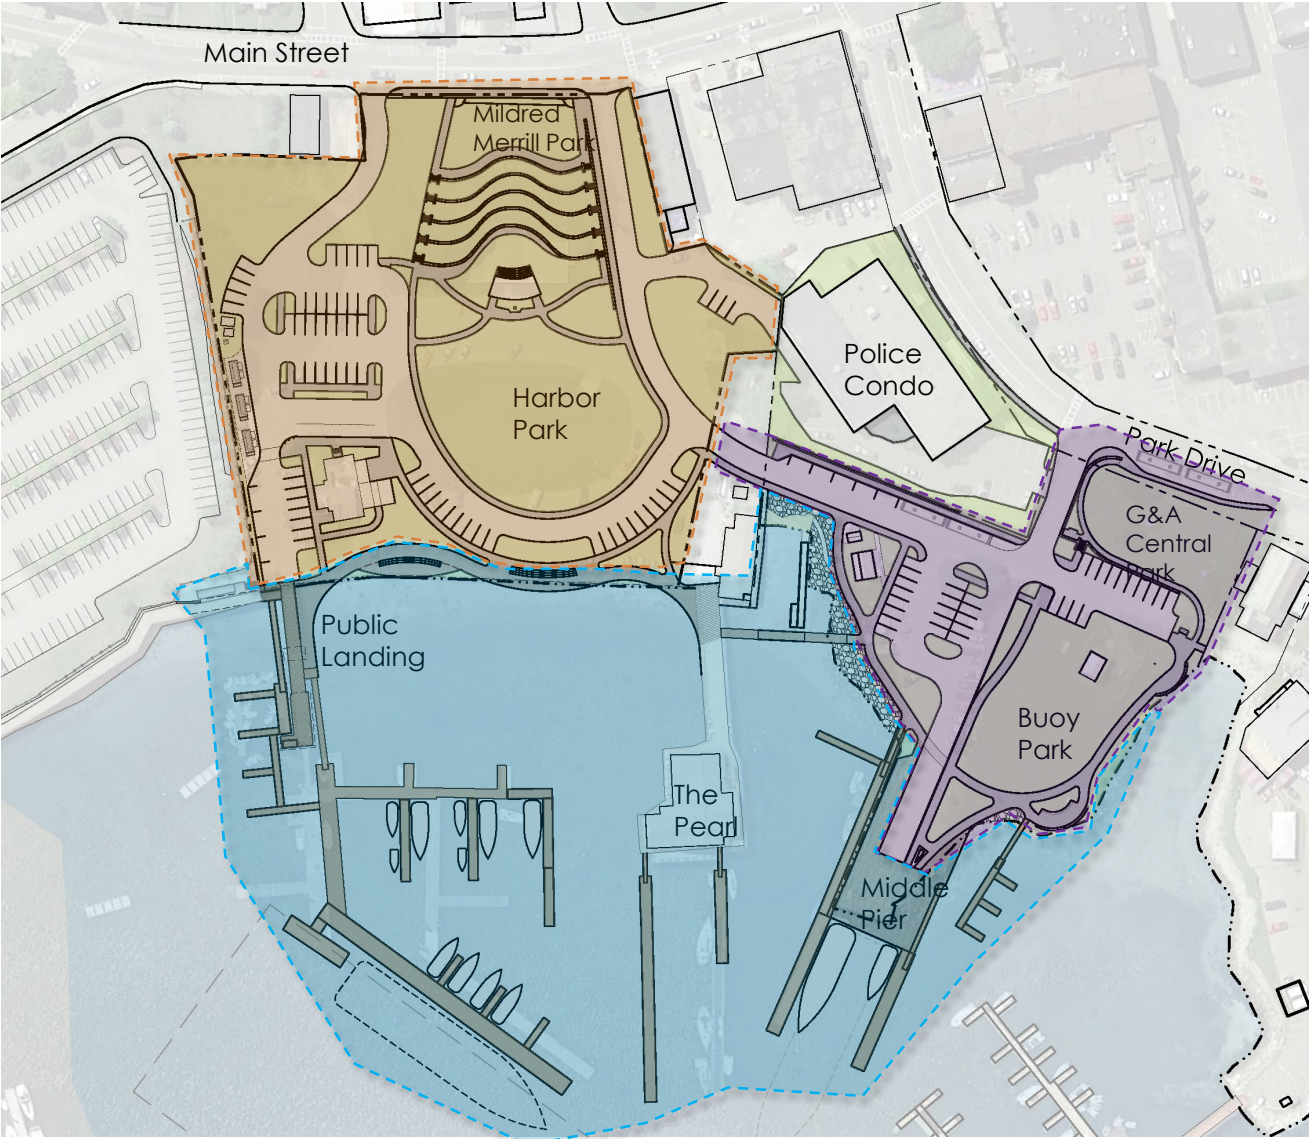 Main Street
Mildred
Merrill Park
Harbor
Park
Police
Condo
Park Drive
G&A
Central
Park
Public
Landing
Buoy
Park
The
Pearl
Middle
Pier